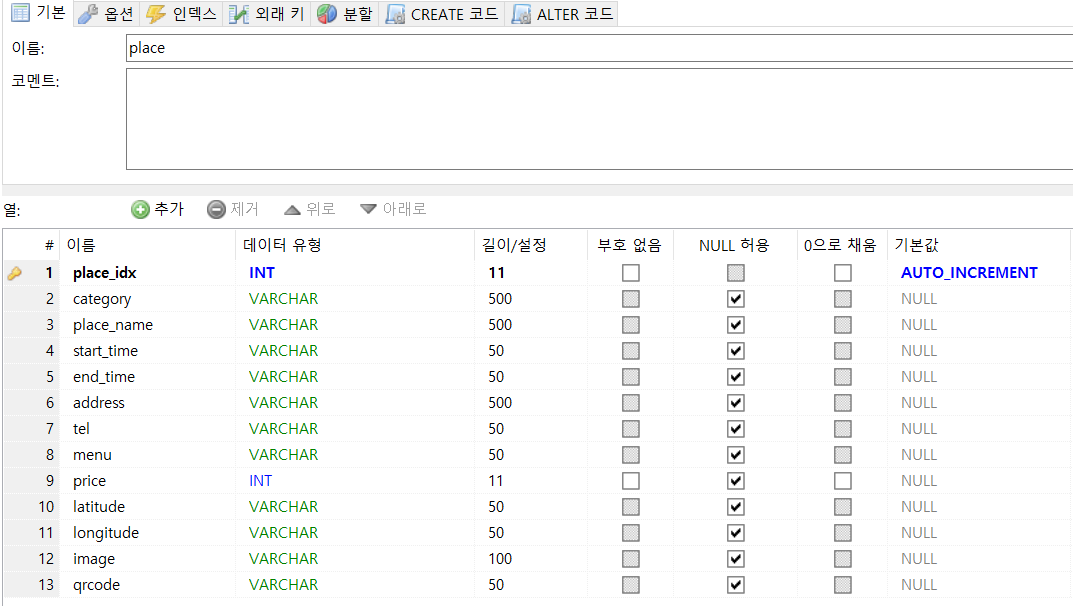 기본 옵션 인덱스 외래 키 분할 CREATE 코드 ALTER 코드
이름: place
코멘트:
열: 추가 제거 위로 아래로
# 이름 데이터 유형 길이/설정 부호 없음 NULL 허용 0으로 채움 기본값
1 place_idx INT 11 AUTO_INCREMENT
2 category VARCHAR 500 NULL
3 place_name VARCHAR 500 NULL
4 start_time VARCHAR 50 NULL
5 end_time VARCHAR 50 NULL
6 address VARCHAR 500 NULL
7 tel VARCHAR 50 NULL
8 menu VARCHAR 50 NULL
9 price INT 11 NULL
10 latitude VARCHAR 50 NULL
11 longitude VARCHAR 50 NULL
12 image VARCHAR 100 NULL
13 qrcode VARCHAR 50 NULL